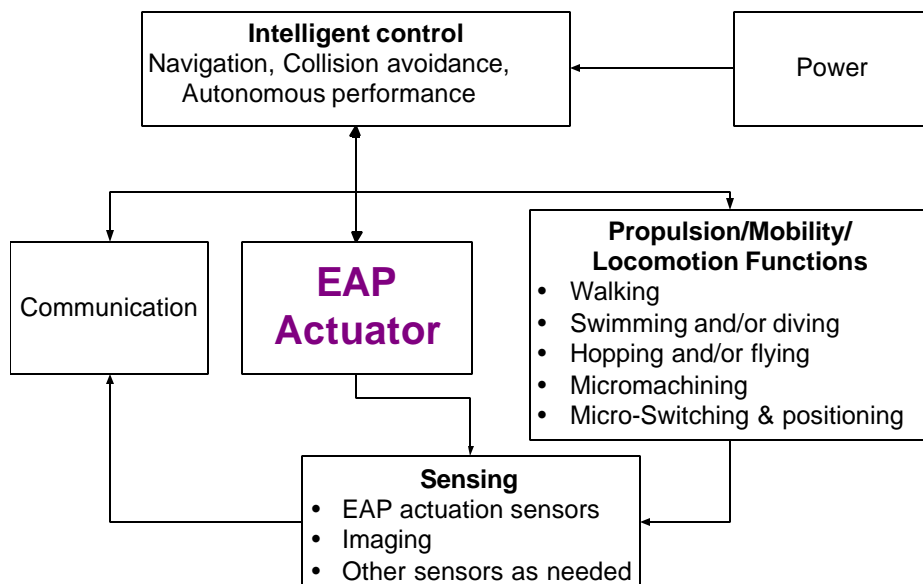 Intelligent control
Navigation, Collision avoidance,
Autonomous performance
Power
Communication
EAP
Actuator
Propulsion/Mobility/
Locomotion Functions
• Walking
• Swimming and/or diving
• Hopping and/or flying
• Micromachining
• Micro-Switching & positioning
Sensing
• EAP actuation sensors
• Imaging
• Other sensors as needed